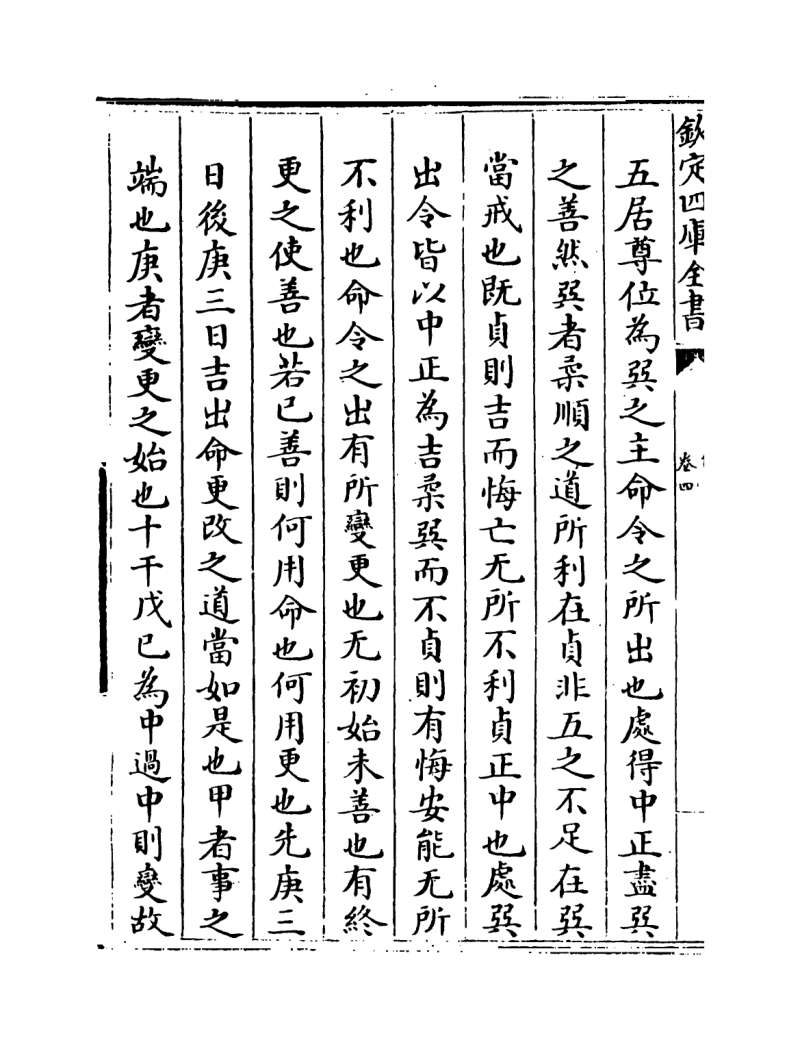 欽定四庫全書
卷四
五居尊位為巽之主命令之所出也處得中正盡巽
之善然巽者柔順之道所利在貞非五之不足在巽
當戒也既貞則吉而悔亡无所不利貞正中也處巽
出令皆以中正為吉柔巽而不貞則有悔安能无所
不利也命令之出有所變更也无初始未善也有終
更之使善也若已善則何用命也何用更也先庚三
日後庚三日吉出命更改之道當如是也甲者事之
端也庚者變更之始也十干戊已為中過中則變故